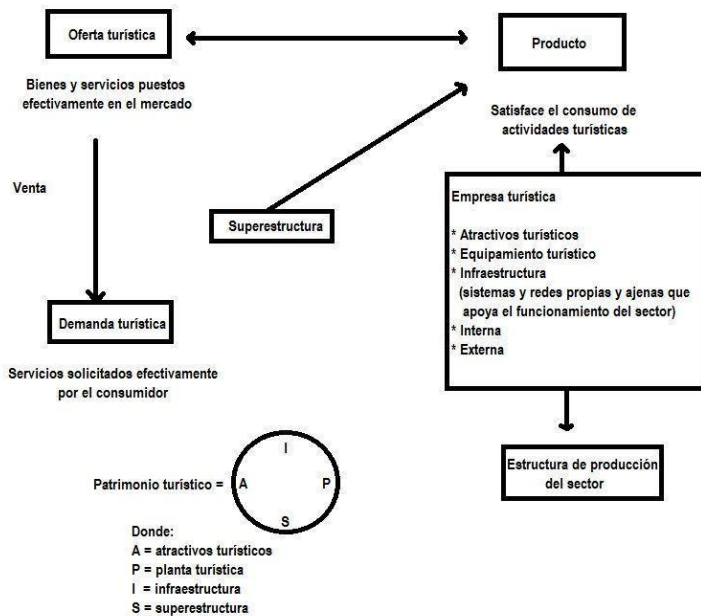 Oferta turística
Producto
Bienes y servicios puestos
efectivamente en el mercado
Satisface el consumo de
actividades turísticas
Venta
Superestructura
Empresa turística
* Atractivos turísticos
* Equipamiento turístico
* Infraestructura
(sistemas y redes propias y ajenas que
apoya el funcionamiento del sector)
* Interna
* Externa
Demanda turística
Servicios solicitados efectivamente
por el consumidor
Estructura de producción
del sector
I
Patrimonio turístico = A P
S
Donde:
A = atractivos turísticos
P = planta turística
I = infraestructura
S = superestructura